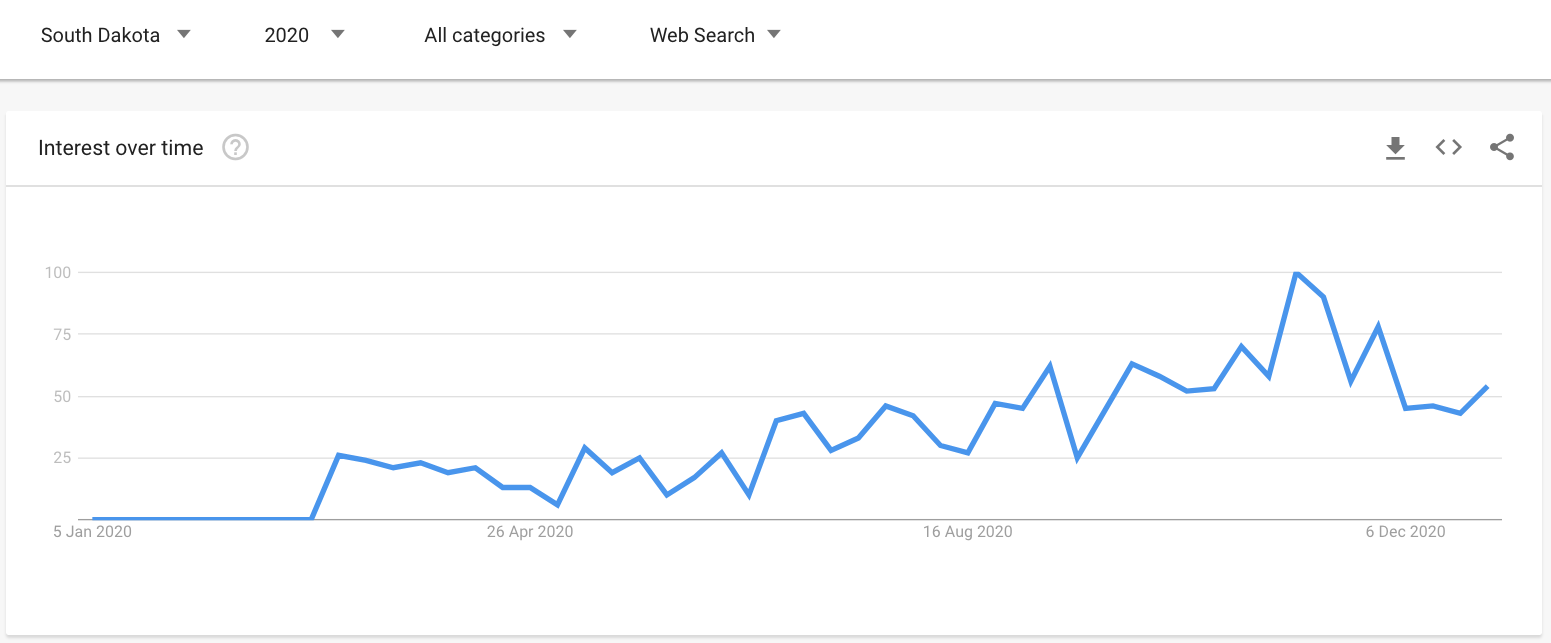 South Dakota 2020 All categories Web Search
Interest over time ?
100
75
50
25
5 Jan 2020 26 Apr 2020 16 Aug 2020 6 Dec 2020